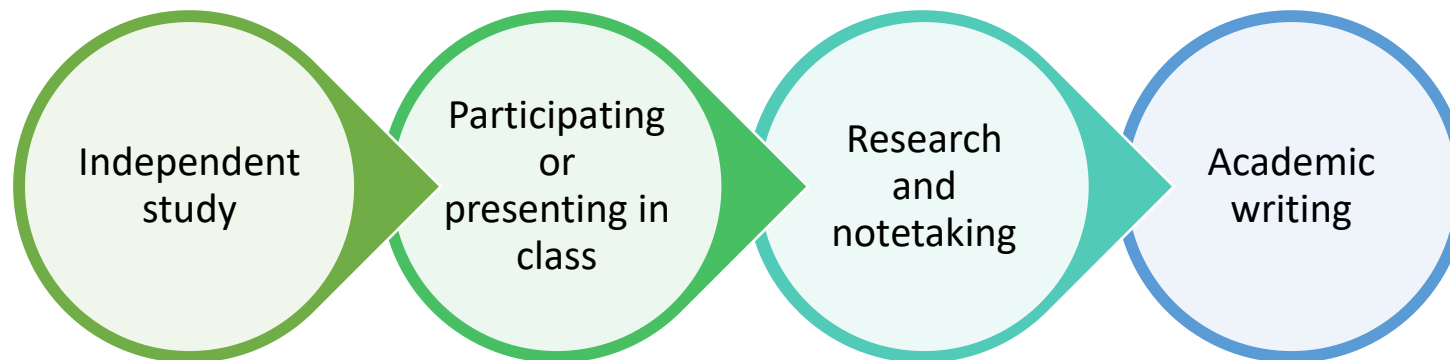 Independent
study
Participating
or
presenting in
class
Research
and
notetaking
Academic
writing